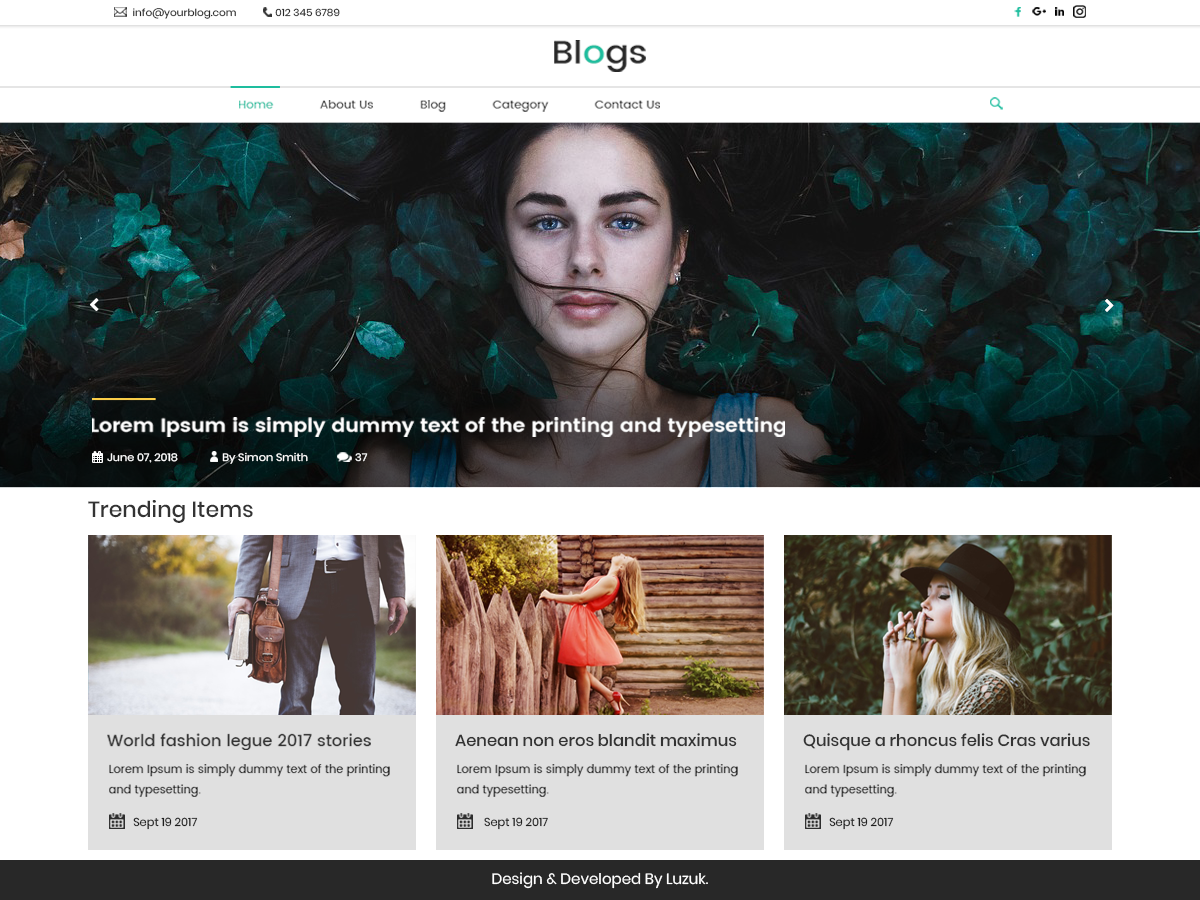 info@yourblog.com 012 345 6789
Blogs
Home About Us Blog Category Contact Us
Lorem Ipsum is simply dummy text of the printing and typesetting
June 07, 2018 By Simon Smith 37
Trending Items
World fashion legue 2017 stories
Lorem Ipsum is simply dummy text of the printing
and typesetting.
Sept 19 2017
Aenean non eros blandit maximus
Lorem Ipsum is simply dummy text of the printing
and typesetting.
Sept 19 2017
Quisque a rhoncus felis Cras varius
Lorem Ipsum is simply dummy text of the printing
and typesetting.
Sept 19 2017
Design & Developed By Luzuk.